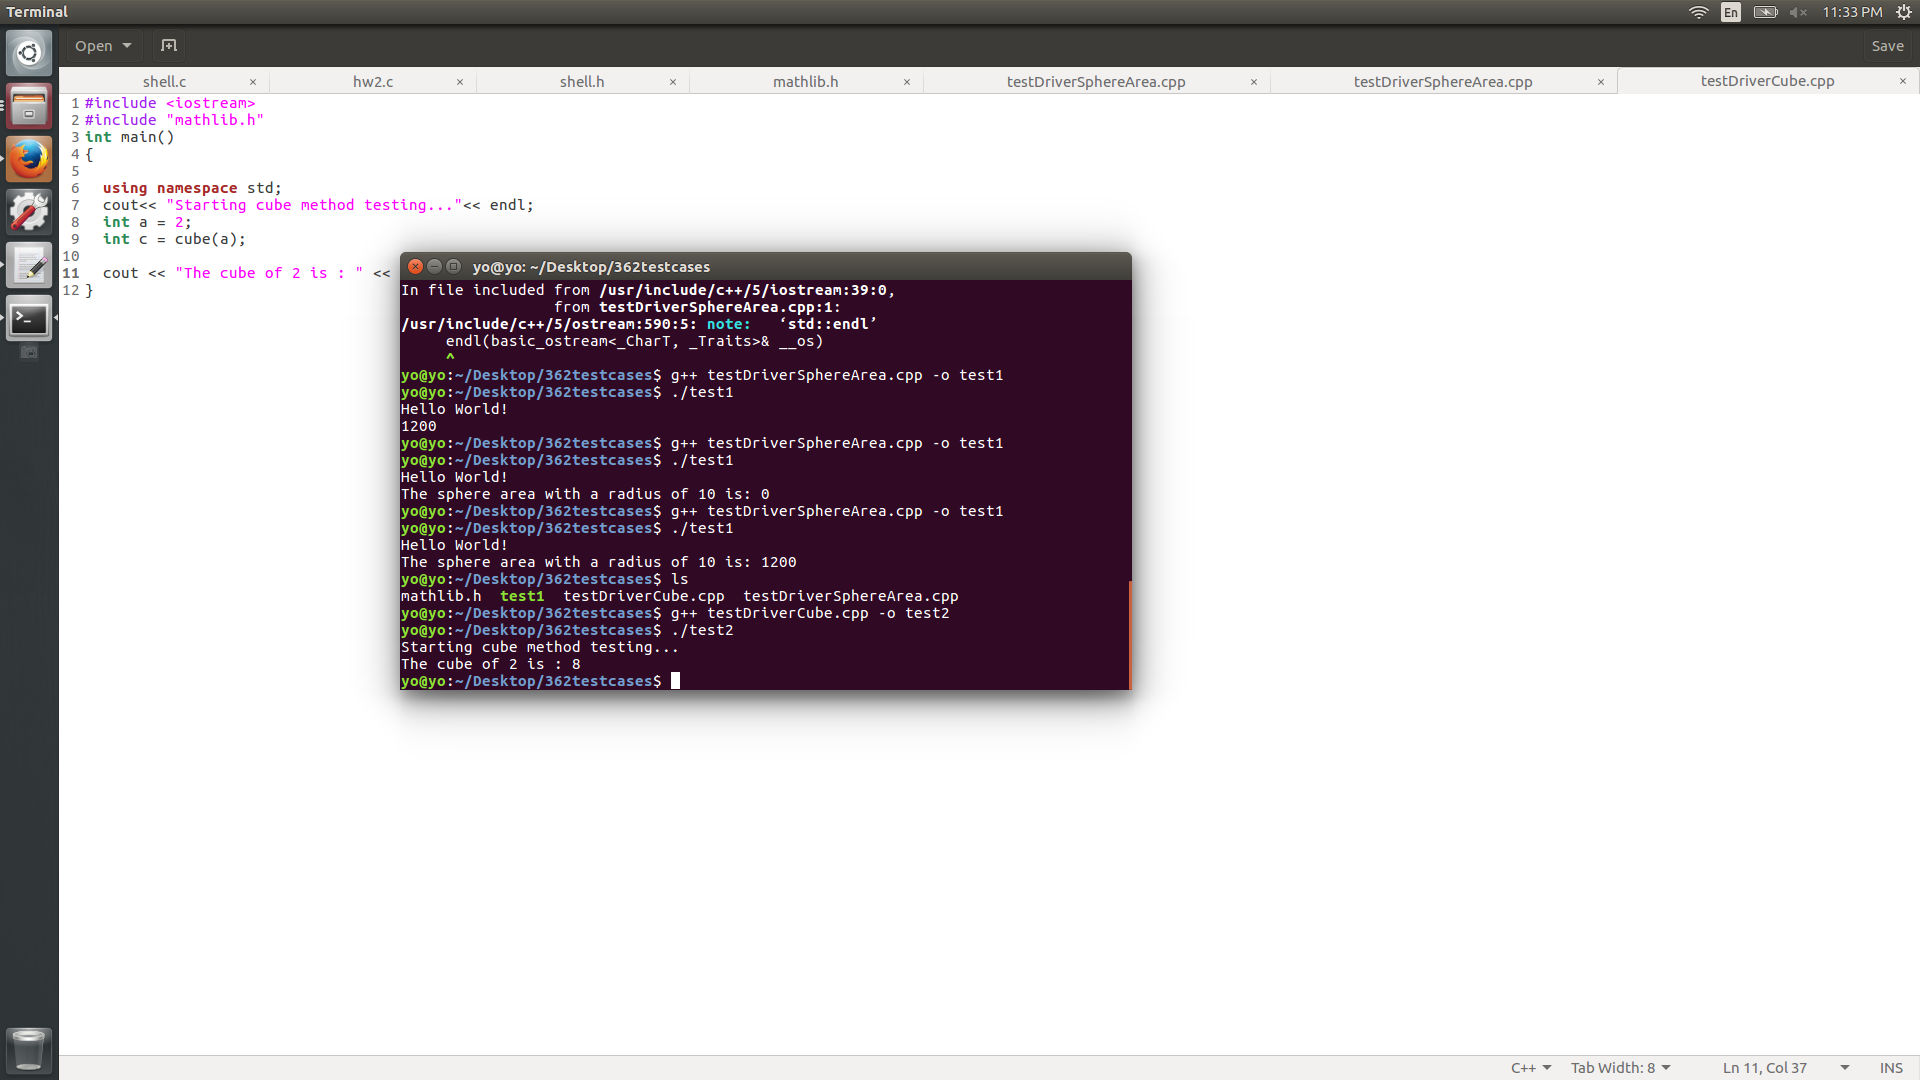 Terminal
En
11:33 PM
Open
Save
shell.c × hw2.c × shell.h × mathlib.h × testDriverSphereArea.cpp × testDriverSphereArea.cpp × testDriverCube.cpp ×
1 #include <iostream>
2 #include "mathlib.h"
3 int main()
4 {
5
6   using namespace std;
7   cout<< "Starting cube method testing..."<< endl;
8   int a = 2;
9   int c = cube(a);
10
11   cout << "The cube of 2 is : " <<
12 }
yo@yo: ~/Desktop/362testcases
In file included from /usr/include/c++/5/iostream:39:0,
                 from testDriverSphereArea.cpp:1:
/usr/include/c++/5/ostream:590:5: note:   ‘std::endl’
     endl(basic_ostream<_CharT, _Traits>& __os)
     ^
yo@yo:~/Desktop/362testcases$ g++ testDriverSphereArea.cpp -o test1
yo@yo:~/Desktop/362testcases$ ./test1
Hello World!
1200
yo@yo:~/Desktop/362testcases$ g++ testDriverSphereArea.cpp -o test1
yo@yo:~/Desktop/362testcases$ ./test1
Hello World!
The sphere area with a radius of 10 is: 0
yo@yo:~/Desktop/362testcases$ g++ testDriverSphereArea.cpp -o test1
yo@yo:~/Desktop/362testcases$ ./test1
Hello World!
The sphere area with a radius of 10 is: 1200
yo@yo:~/Desktop/362testcases$ ls
mathlib.h  test1  testDriverCube.cpp  testDriverSphereArea.cpp
yo@yo:~/Desktop/362testcases$ g++ testDriverCube.cpp -o test2
yo@yo:~/Desktop/362testcases$ ./test2
Starting cube method testing...
The cube of 2 is : 8
yo@yo:~/Desktop/362testcases$
C++ Tab Width: 8 Ln 11, Col 37 INS